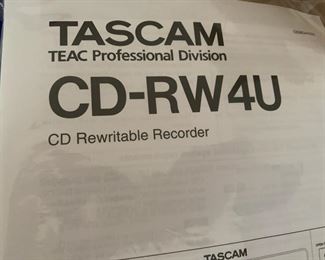 TASCAM
TEAC Professional Division
CD-RW4U
CD Rewritable Recorder
TASCAM